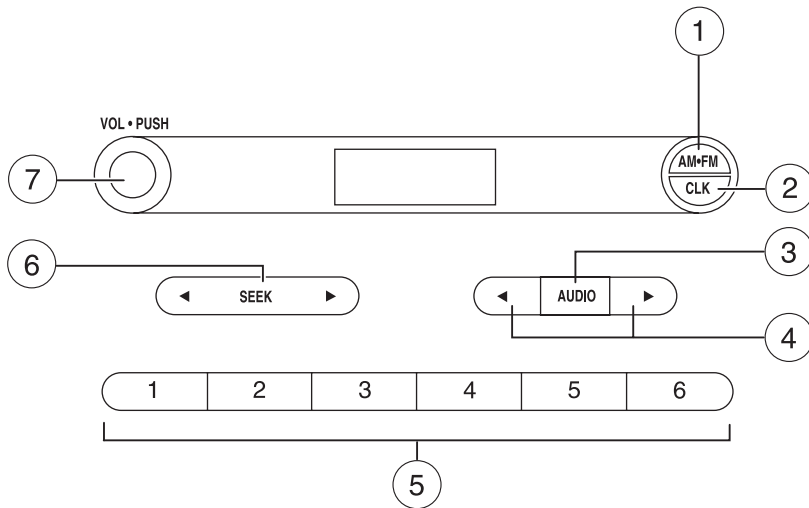 1
VOL • PUSH
AM•FM
7
CLK
2
6
3
◄ SEEK ►
◄ AUDIO ►
4
1 2 3 4 5 6
5